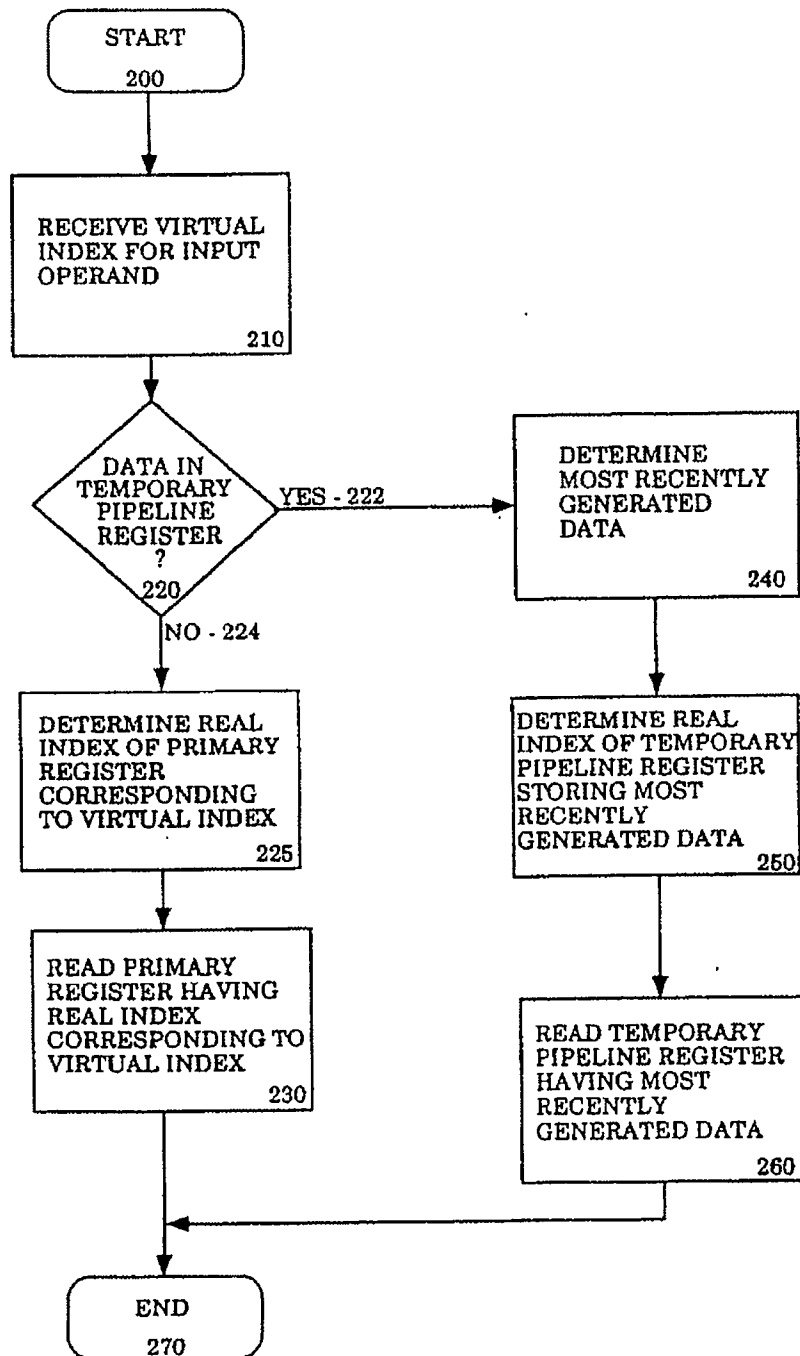 START
200
RECEIVE VIRTUAL
INDEX FOR INPUT
OPERAND
210
DATA IN
TEMPORARY
PIPELINE
REGISTER
?
220
YES - 222
NO - 224
DETERMINE
MOST RECENTLY
GENERATED
DATA
240
DETERMINE REAL
INDEX OF PRIMARY
REGISTER
CORRESPONDING
TO VIRTUAL INDEX
225
DETERMINE REAL
INDEX OF TEMPORARY
PIPELINE REGISTER
STORING MOST
RECENTLY
GENERATED DATA
250
READ PRIMARY
REGISTER HAVING
REAL INDEX
CORRESPONDING TO
VIRTUAL INDEX
230
READ TEMPORARY
PIPELINE REGISTER
HAVING MOST
RECENTLY
GENERATED DATA
260
END
270